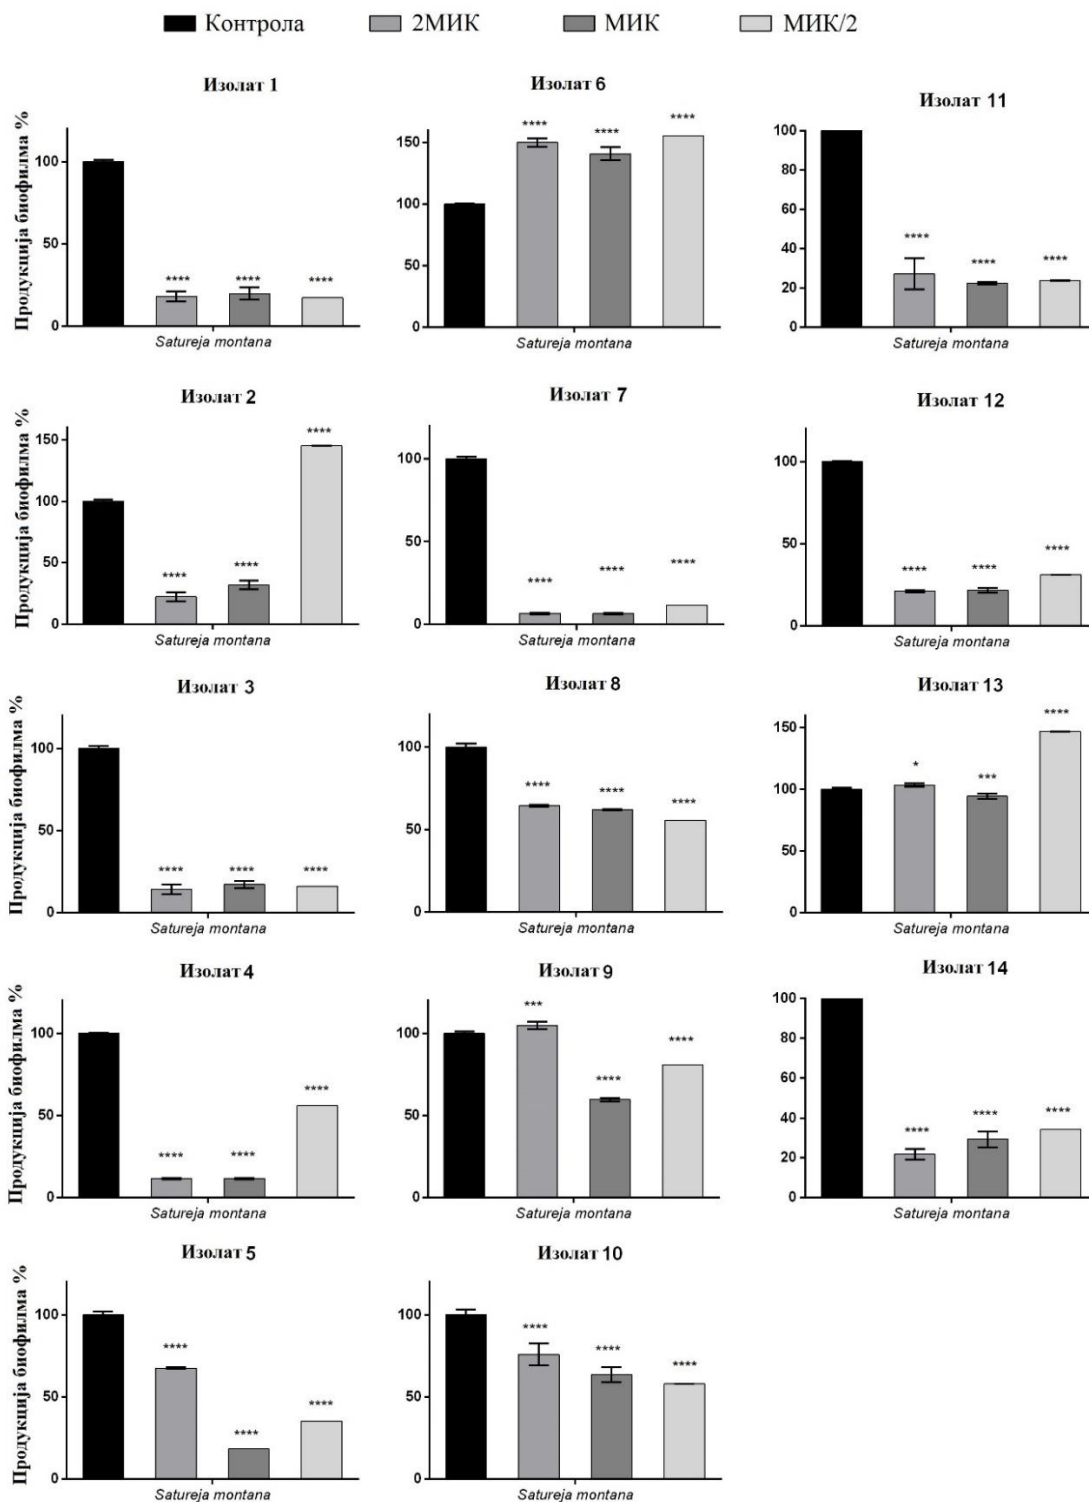 Контрола 2МИК МИК МИК/2
Изолат 1
Продукција биофилма %
100
50
0
**** **** ****
Satureja montana
Изолат 6
150
100
50
0
**** **** ****
Satureja montana
Изолат 11
100
80
60
40
20
0
**** **** ****
Satureja montana
Изолат 2
Продукција биофилма %
150
100
50
0
**** **** ****
Satureja montana
Изолат 7
100
50
0
**** **** ****
Satureja montana
Изолат 12
100
50
0
**** **** ****
Satureja montana
Изолат 3
Продукција биофилма %
100
50
0
**** **** ****
Satureja montana
Изолат 8
100
50
0
**** **** ****
Satureja montana
Изолат 13
150
100
50
0
* *** ****
Satureja montana
Изолат 4
Продукција биофилма %
100
50
0
**** **** ****
Satureja montana
Изолат 9
100
50
0
*** **** ****
Satureja montana
Изолат 14
100
80
60
40
20
0
**** **** ****
Satureja montana
Изолат 5
Продукција биофилма %
100
50
0
**** **** ****
Satureja montana
Изолат 10
100
50
0
**** **** ****
Satureja montana